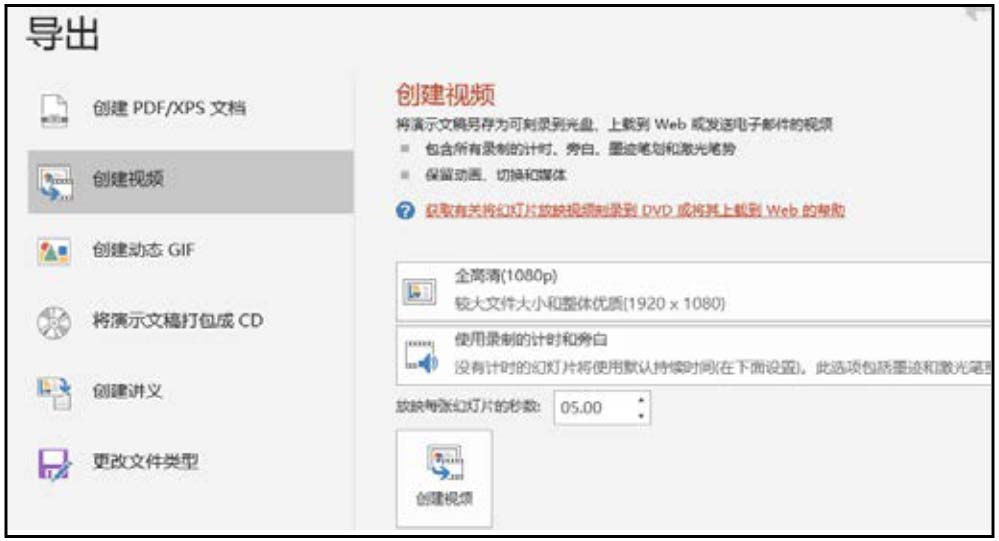 导出
创建 PDF/XPS 文档
创建视频
创建动态 GIF
将演示文稿打包成 CD
创建讲义
更改文件类型
创建视频
将演示文稿另存为可刻录到光盘、上载到 Web 或发送电子邮件的视频
包含所有录制的计时、旁白、墨迹笔划和激光笔势
保留动画、切换和媒体
获取有关将幻灯片放映视频刻录到 DVD 或将其上载到 Web 的帮助
全高清(1080p)
较大文件大小和整体优质(1920 x 1080)
使用录制的计时和旁白
没有计时的幻灯片将使用默认持续时间(在下面设置)。此选项包括墨迹和激光笔
放映每张幻灯片的秒数: 05.00
创建视频